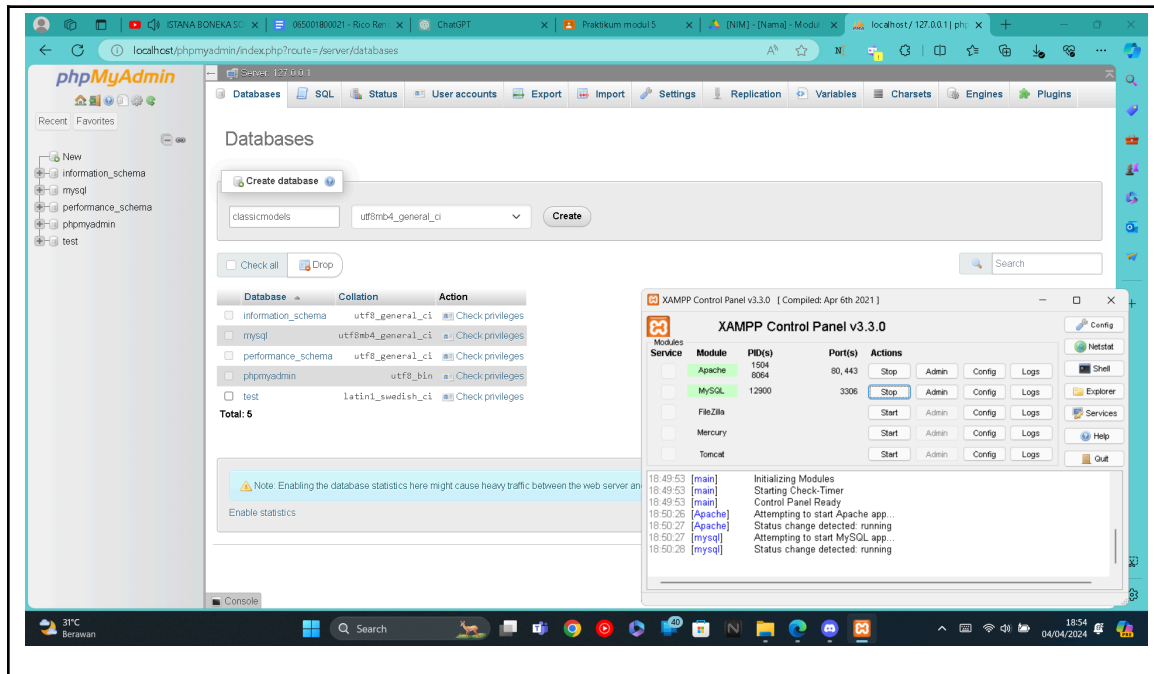 ISTANA BONEKA SO
065001800021 - Rico Ren
ChatGPT
Praktikum modul 5
[NIM] - [Nama] - Modul
localhost / 127.0.0.1 | php
localhost/phpmyadmin/index.php?route=/server/databases
phpMyAdmin
Recent Favorites
New
information_schema
mysql
performance_schema
phpmyadmin
test
Server: 127.0.0.1
Databases SQL Status User accounts Export Import Settings Replication Variables Charsets Engines Plugins
Databases
Create database
classicmodels utf8mb4_general_ci Create
Check all Drop Search
Database Collation Action
information_schema utf8_general_ci Check privileges
mysql utf8mb4_general_ci Check privileges
performance_schema utf8_general_ci Check privileges
phpmyadmin utf8_bin Check privileges
test latin1_swedish_ci Check privileges
Total: 5
Note: Enabling the database statistics here might cause heavy traffic between the web server an
Enable statistics
Console
XAMPP Control Panel v3.3.0 [ Compiled: Apr 6th 2021 ]
XAMPP Control Panel v3.3.0
Modules
Service Module PID(s) Port(s) Actions
Apache 1504 8064 80, 443 Stop Admin Config Logs
MySQL 12900 3306 Stop Admin Config Logs
FileZilla Start Admin Config Logs
Mercury Start Admin Config Logs
Tomcat Start Admin Config Logs
Config
Netstat
Shell
Explorer
Services
Help
Quit
18:49:53 [main] Initializing Modules
18:49:53 [main] Starting Check-Timer
18:49:53 [main] Control Panel Ready
18:50:26 [Apache] Attempting to start Apache app...
18:50:27 [Apache] Status change detected: running
18:50:27 [mysql] Attempting to start MySQL app...
18:50:28 [mysql] Status change detected: running
31°C
Berawan
Search
40
18:54
04/04/2024